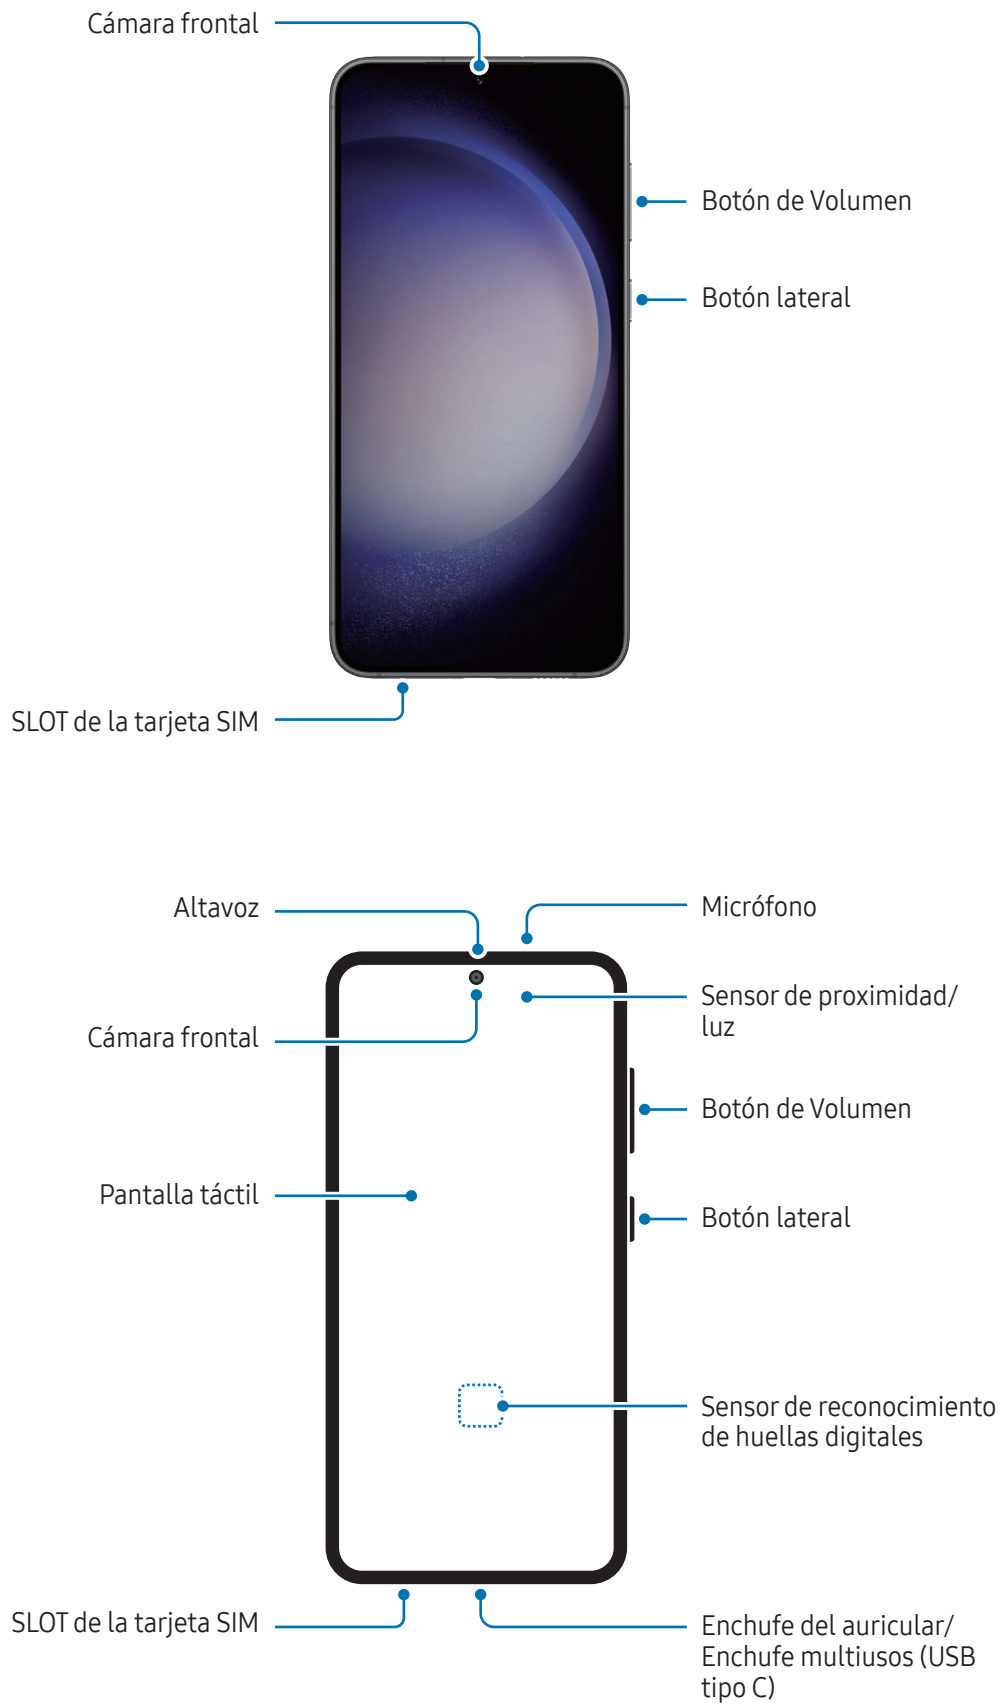 Cámara frontal
Botón de Volumen
Botón lateral
SLOT de la tarjeta SIM
Altavoz
Micrófono
Sensor de proximidad/
luz
Cámara frontal
Botón de Volumen
Pantalla táctil
Botón lateral
Sensor de reconocimiento
de huellas digitales
SLOT de la tarjeta SIM
Enchufe del auricular/
Enchufe multiusos (USB
tipo C)